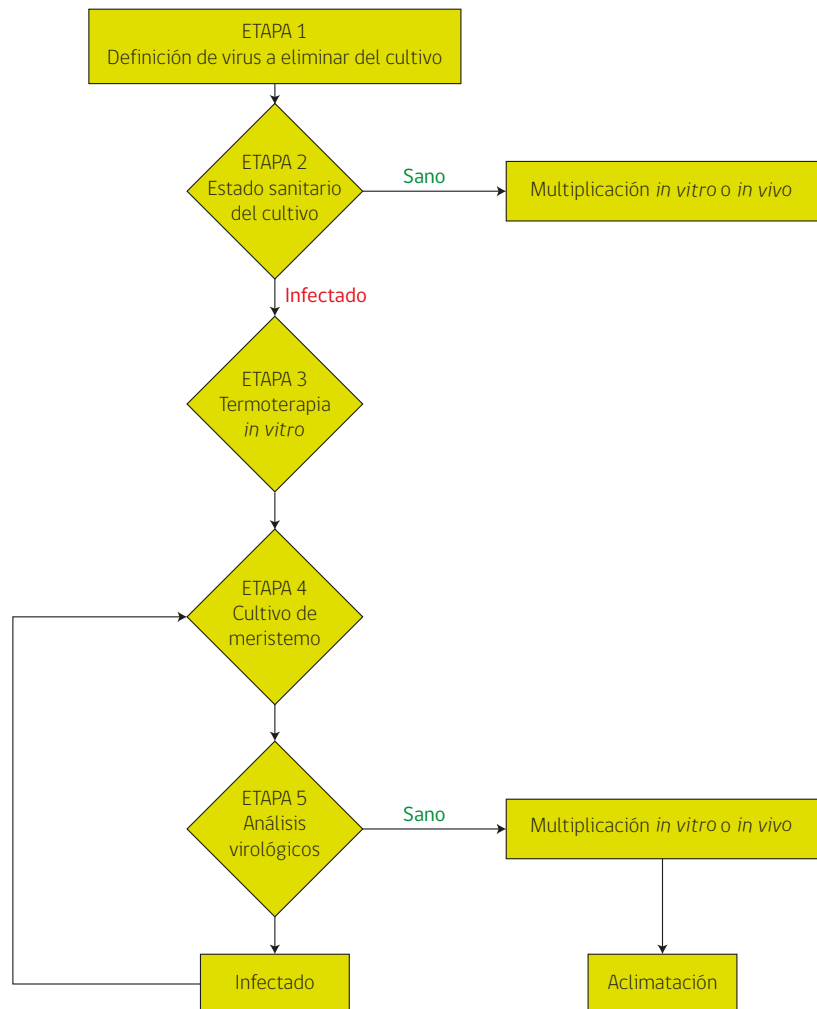 ETAPA 1
Definición de virus a eliminar del cultivo
ETAPA 2
Estado sanitario
del cultivo
Sano
Multiplicación in vitro o in vivo
Infectado
ETAPA 3
Termoterapia
in vitro
ETAPA 4
Cultivo de
meristemo
ETAPA 5
Análisis
virológicos
Sano
Multiplicación in vitro o in vivo
Infectado
Aclimatación